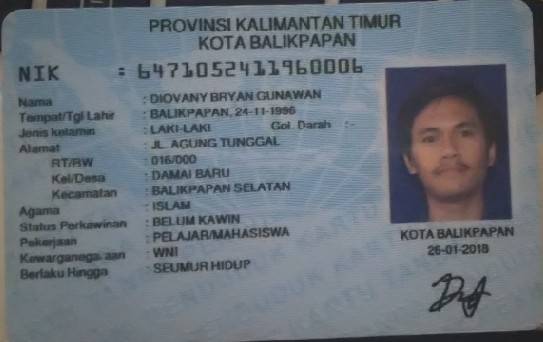 PROVINSI KALIMANTAN TIMUR
KOTA BALIKPAPAN
NIK : 6471052411960006
Nama : DIOVANY BRYAN GUNAWAN
Tempat/Tgl Lahir : BALIKPAPAN, 24-11-1996
Jenis kelamin : LAKI-LAKI Gol. Darah : -
Alamat : JL. AGUNG TUNGGAL
RT/RW : 016/000
Kel/Desa : DAMAI BARU
Kecamatan : BALIKPAPAN SELATAN
Agama : ISLAM
Status Perkawinan : BELUM KAWIN
Pekerjaan : PELAJAR/MAHASISWA
Kewarganegaraan : WNI
Berlaku Hingga : SEUMUR HIDUP
KOTA BALIKPAPAN
26-01-2018